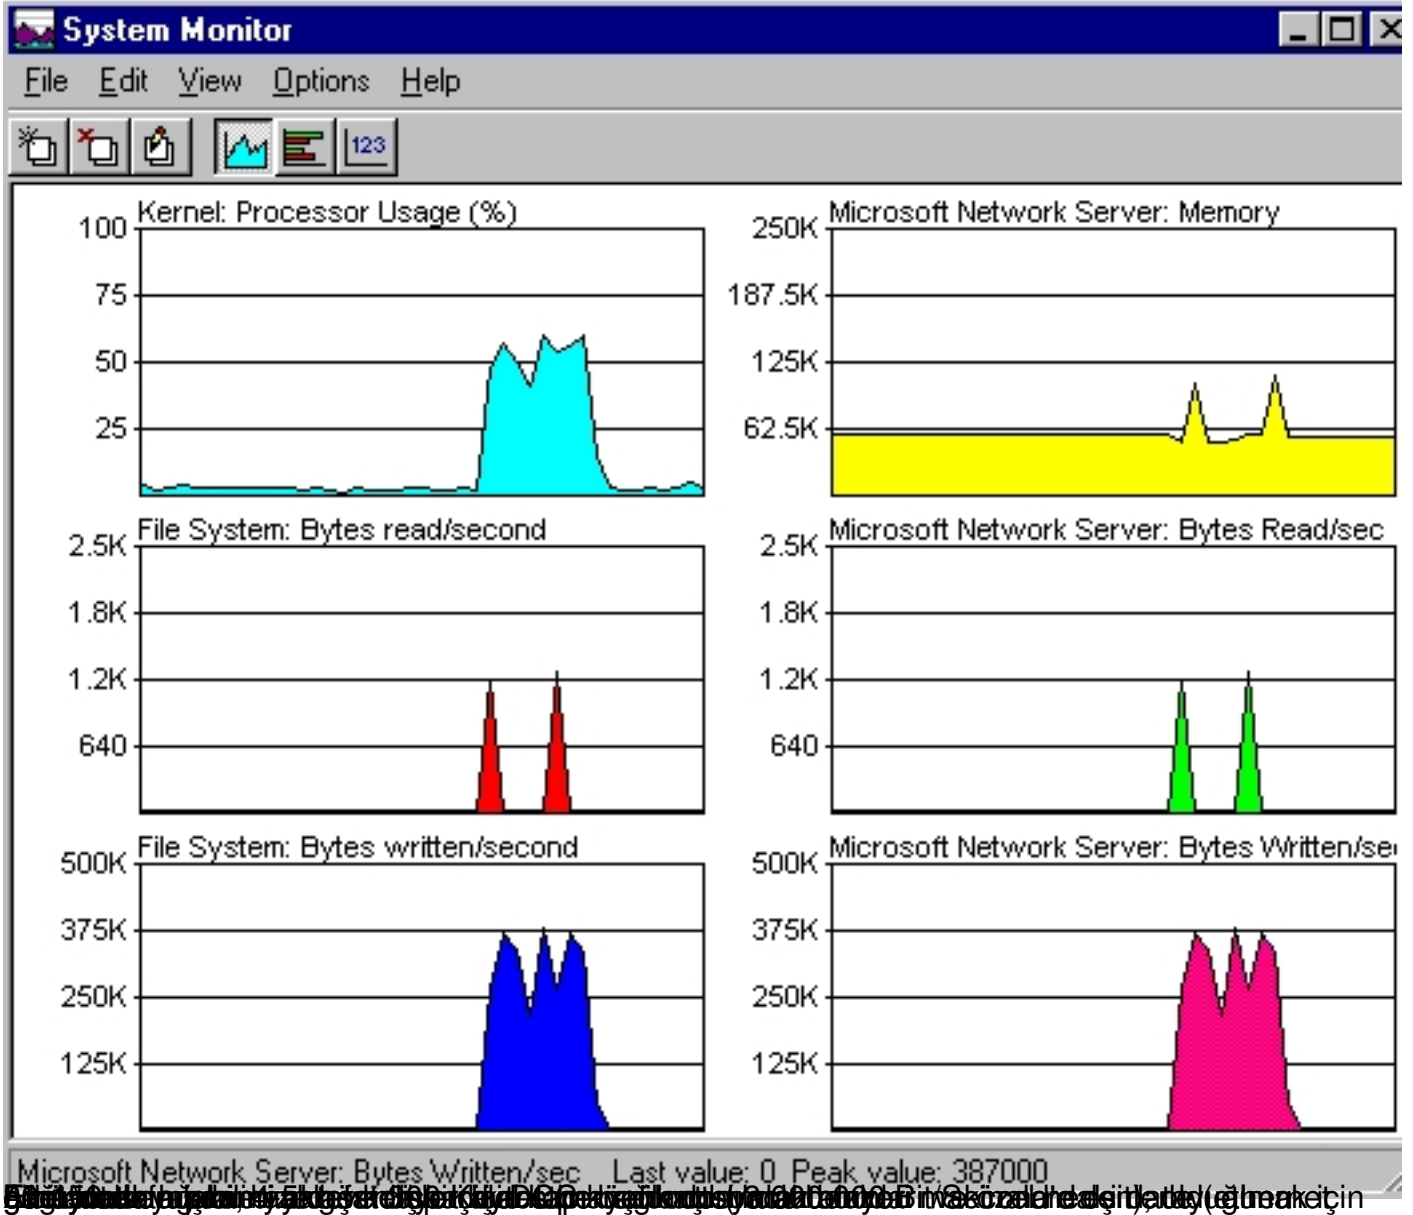 System Monitor
File Edit View Options Help
123
Kernel: Processor Usage (%)
100
75
50
25
Microsoft Network Server: Memory
250K
187.5K
125K
62.5K
File System: Bytes read/second
2.5K
1.8K
1.2K
640
Microsoft Network Server: Bytes Read/sec
2.5K
1.8K
1.2K
640
File System: Bytes written/second
500K
375K
250K
125K
Microsoft Network Server: Bytes Written/se
500K
375K
250K
125K
Microsoft Network Server: Bytes Written/sec Last value: 0 Peak value: 387000